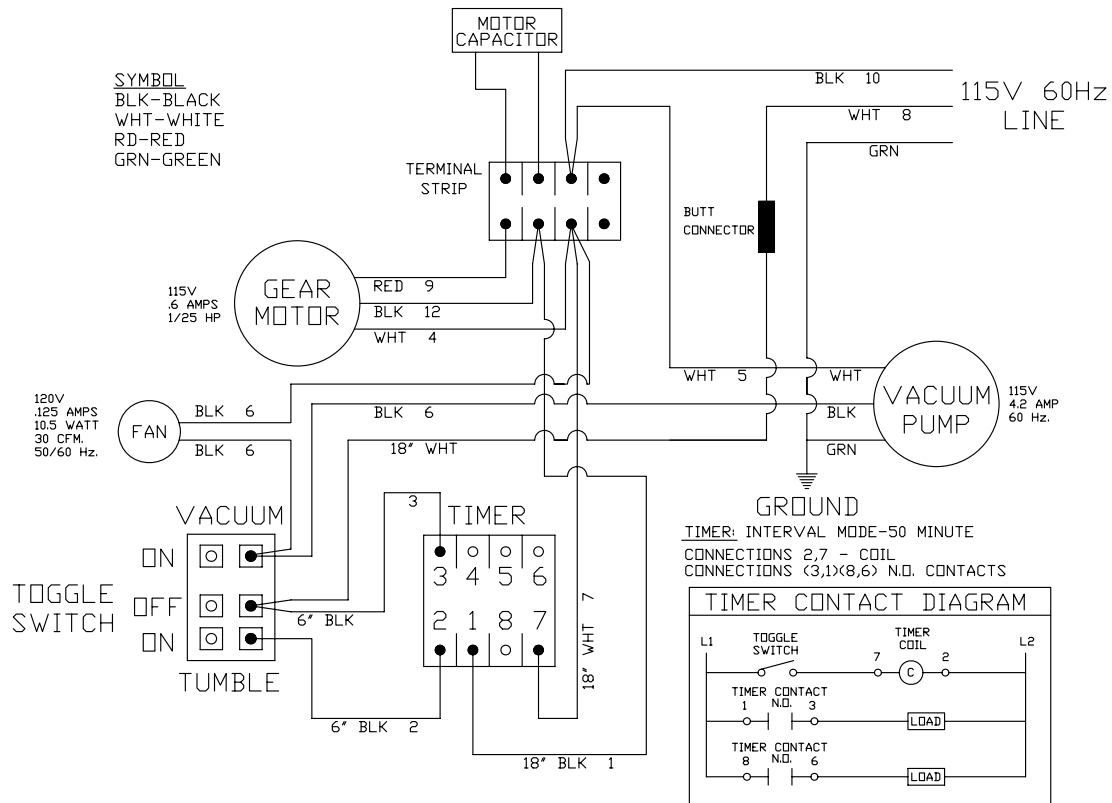 MOTOR
CAPACITOR
SYMBOL
BLK-BLACK
WHT-WHITE
RD-RED
GRN-GREEN
BLK 10
115V 60Hz
LINE
WHT 8
GRN
TERMINAL
STRIP
BUTT
CONNECTOR
GEAR
MOTOR
115V
.6 AMPS
1/25 HP
RED 9
BLK 12
WHT 4
WHT 5
WHT
VACUUM
PUMP
115V
4.2 AMP
60 Hz.
BLK
GRN
120V
.125 AMPS
10.5 WATT
30 CFM.
50/60 Hz.
FAN
BLK 6
BLK 6
BLK 6
18" WHT
GROUND
VACUUM
ON
OFF
ON
TOGGLE
SWITCH
TUMBLE
3
6" BLK
6" BLK 2
TIMER
3 4 5 6
2 1 8 7
18" WHT 7
18" BLK 1
TIMER: INTERVAL MODE-50 MINUTE
CONNECTIONS 2,7 - COIL
CONNECTIONS (3,1)(8,6) N.O. CONTACTS
TIMER CONTACT DIAGRAM
L1
TOGGLE
SWITCH
TIMER
COIL
L2
7
C
2
TIMER CONTACT
N.O.
1
3
LOAD
TIMER CONTACT
N.O.
8
6
LOAD